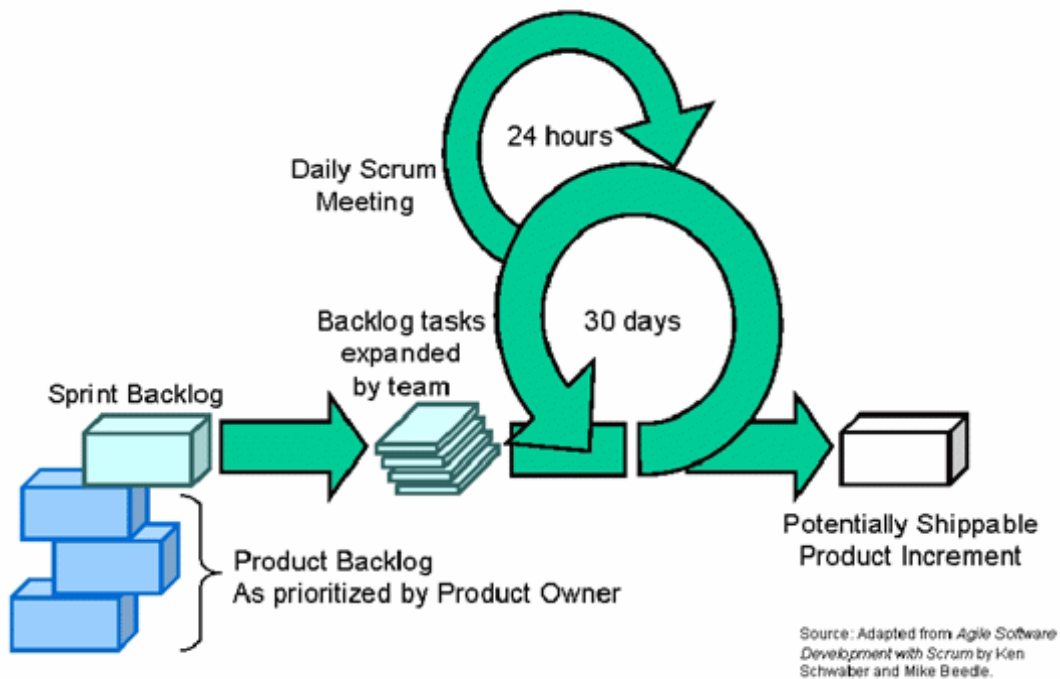 24 hours
Daily Scrum
Meeting
30 days
Backlog tasks
expanded
by team
Sprint Backlog
Potentially Shippable
Product Increment
Product Backlog
As prioritized by Product Owner
Source: Adapted from Agile Software
Development with Scrum by Ken
Schwaber and Mike Beedle.